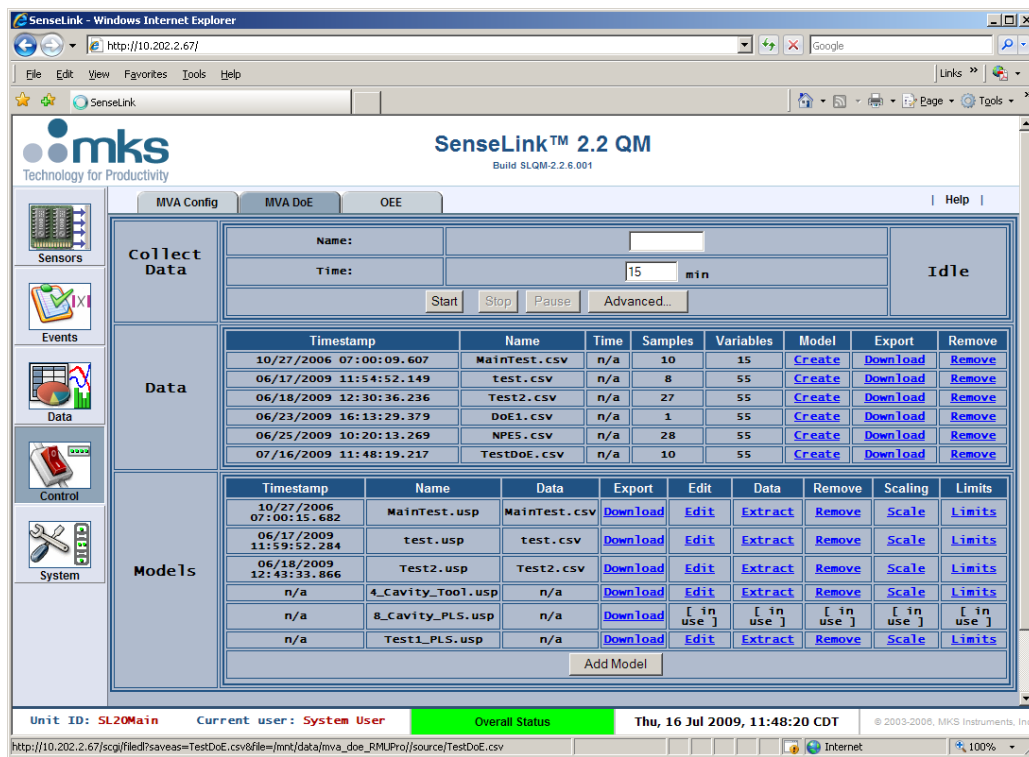 SenseLink - Windows Internet Explorer
http://10.202.2.67/
Google
File Edit View Favorites Tools Help
Links »
SenseLink
Page Tools »
mks
Technology for Productivity
SenseLink™ 2.2 QM
Build SLQM-2.2.6.001
MVA Config MVA DoE OEE | Help |
Sensors
Events
Data
Control
System
Collect Data
Name:
Time: 15 min
Idle
Start Stop Pause Advanced...
Data
Timestamp Name Time Samples Variables Model Export Remove
10/27/2006 07:00:09.607 MainTest.csv n/a 10 15 Create Download Remove
06/17/2009 11:54:52.149 test.csv n/a 8 55 Create Download Remove
06/18/2009 12:30:36.236 Test2.csv n/a 27 55 Create Download Remove
06/23/2009 16:13:29.379 DoE1.csv n/a 1 55 Create Download Remove
06/25/2009 10:20:13.269 NPE5.csv n/a 28 55 Create Download Remove
07/16/2009 11:48:19.217 TestDoE.csv n/a 10 55 Create Download Remove
Models
Timestamp Name Data Export Edit Data Remove Scaling Limits
10/27/2006 07:00:15.682 MainTest.usp MainTest.csv Download Edit Extract Remove Scale Limits
06/17/2009 11:59:52.284 test.usp test.csv Download Edit Extract Remove Scale Limits
06/18/2009 12:43:33.866 Test2.usp Test2.csv Download Edit Extract Remove Scale Limits
n/a 4_Cavity_Tool.usp n/a Download Edit Extract Remove Scale Limits
n/a 8_Cavity_PLS.usp n/a Download [ in use ] [ in use ] [ in use ] [ in use ] [ in use ]
n/a Test1_PLS.usp n/a Download Edit Extract Remove Scale Limits
Add Model
Unit ID: SL20Main Current user: System User Overall Status Thu, 16 Jul 2009, 11:48:20 CDT © 2003-2006, MKS Instruments, Inc
http://10.202.2.67/scgi/filedl?saveas=TestDoE.csv&file=/mnt/data/mva_doe_RMUPro//source/TestDoE.csv Internet 100%